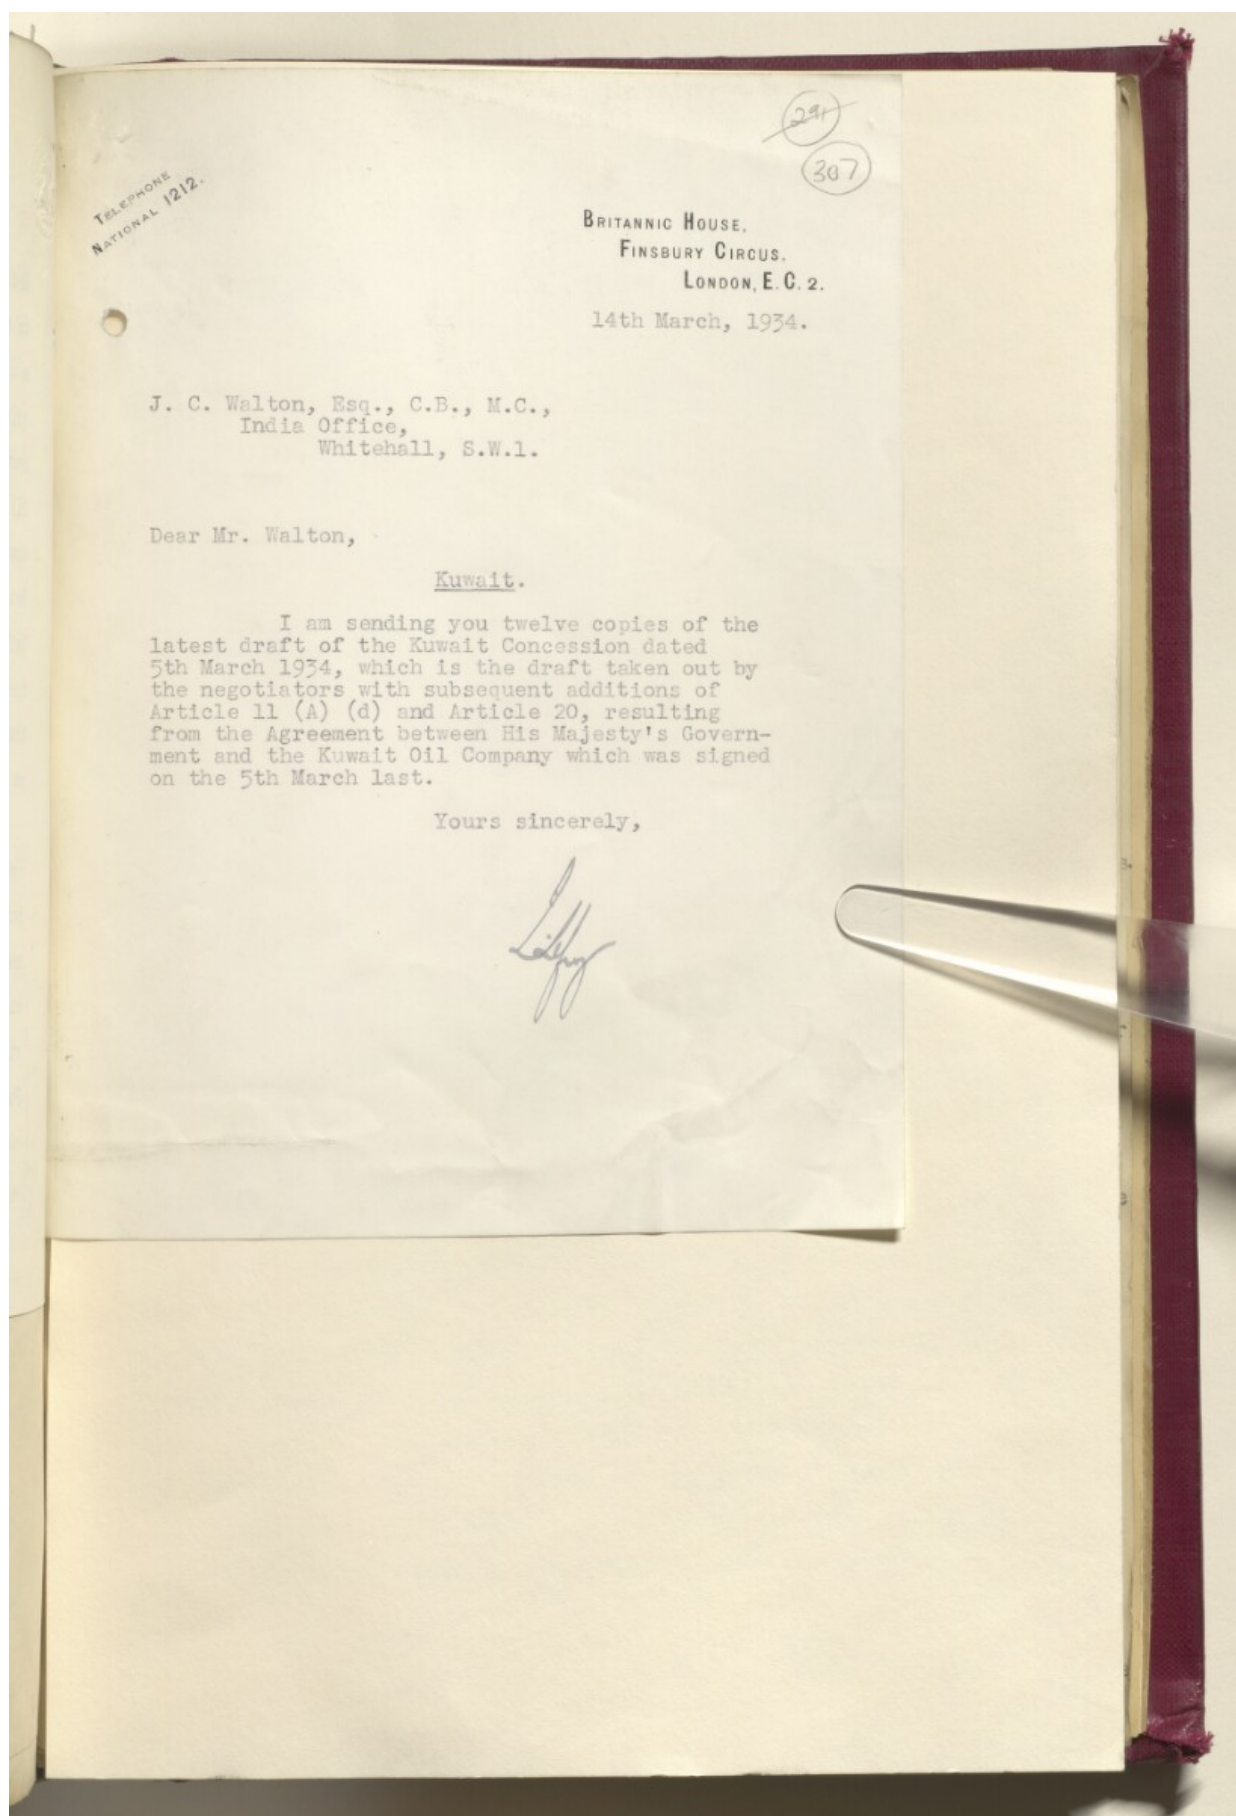 291
307
TELEPHONE
NATIONAL 1212.
BRITANNIC HOUSE,
FINSBURY CIRCUS,
LONDON, E.C. 2.
14th March, 1934.
J. C. Walton, Esq., C.B., M.C.,
India Office,
Whitehall, S.W.1.
Dear Mr. Walton,
Kuwait.
I am sending you twelve copies of the
latest draft of the Kuwait Concession dated
5th March 1934, which is the draft taken out by
the negotiators with subsequent additions of
Article 11 (A) (d) and Article 20, resulting
from the Agreement between His Majesty's Govern-
ment and the Kuwait Oil Company which was signed
on the 5th March last.
Yours sincerely,